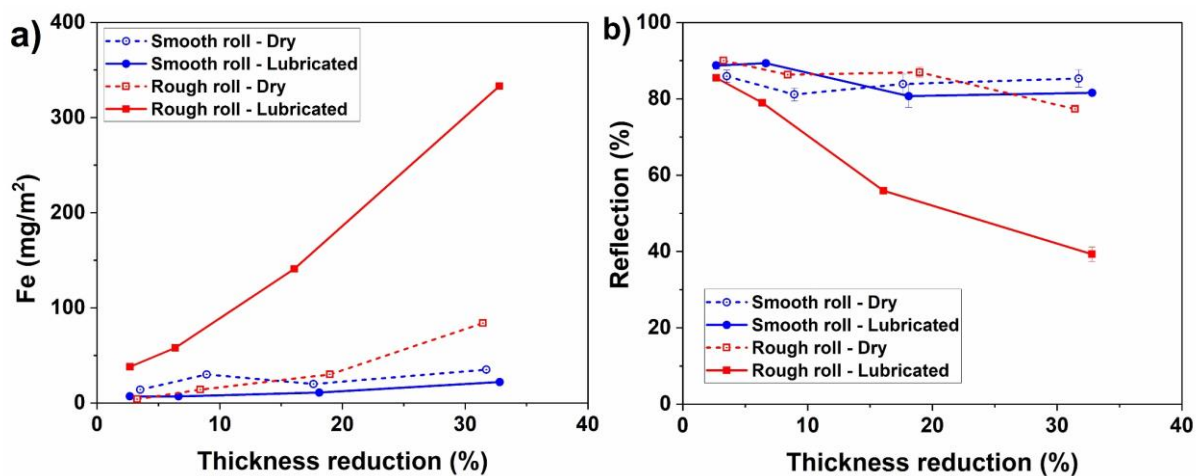 a)
400
300
200
100
0
Fe (mg/m²)
Smooth roll - Dry
Smooth roll - Lubricated
Rough roll - Dry
Rough roll - Lubricated
0 10 20 30 40
Thickness reduction (%)
b)
100
80
60
40
20
0
Reflection (%)
Smooth roll - Dry
Smooth roll - Lubricated
Rough roll - Dry
Rough roll - Lubricated
0 10 20 30 40
Thickness reduction (%)